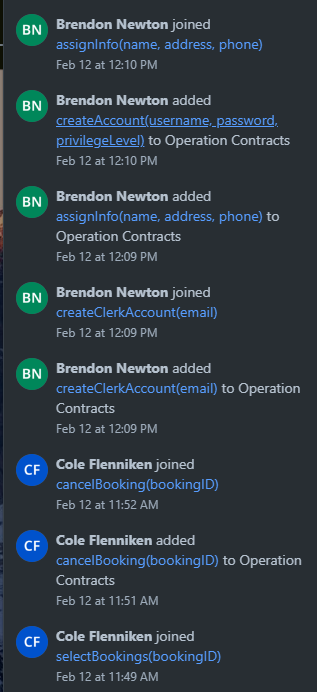 BN Brendon Newton joined
assignInfo(name, address, phone)
Feb 12 at 12:10 PM
BN Brendon Newton added
createAccount(username, password,
privilegeLevel) to Operation Contracts
Feb 12 at 12:10 PM
BN Brendon Newton added
assignInfo(name, address, phone) to
Operation Contracts
Feb 12 at 12:09 PM
BN Brendon Newton joined
createClerkAccount(email)
Feb 12 at 12:09 PM
BN Brendon Newton added
createClerkAccount(email) to Operation
Contracts
Feb 12 at 12:09 PM
CF Cole Flenniken joined
cancelBooking(bookingID)
Feb 12 at 11:52 AM
CF Cole Flenniken added
cancelBooking(bookingID) to Operation
Contracts
Feb 12 at 11:51 AM
CF Cole Flenniken joined
selectBookings(bookingID)
Feb 12 at 11:49 AM